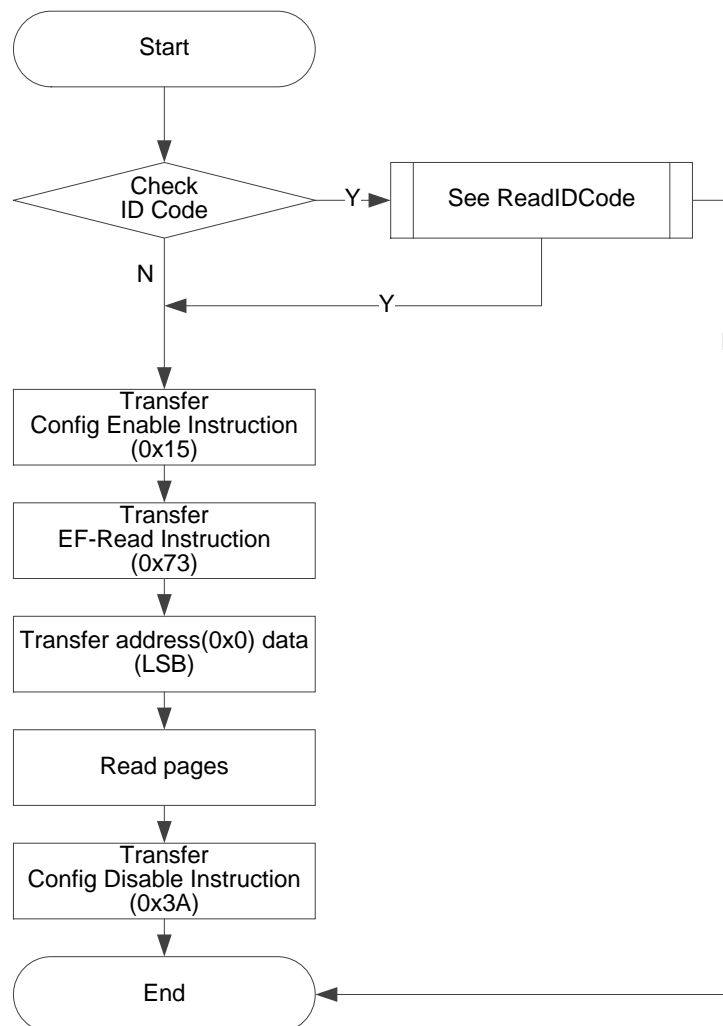 Start
Check
ID Code
Y
See ReadIDCode
N
Y
Transfer
Config Enable Instruction
(0x15)
Transfer
EF-Read Instruction
(0x73)
Transfer address(0x0) data
(LSB)
Read pages
Transfer
Config Disable Instruction
(0x3A)
End